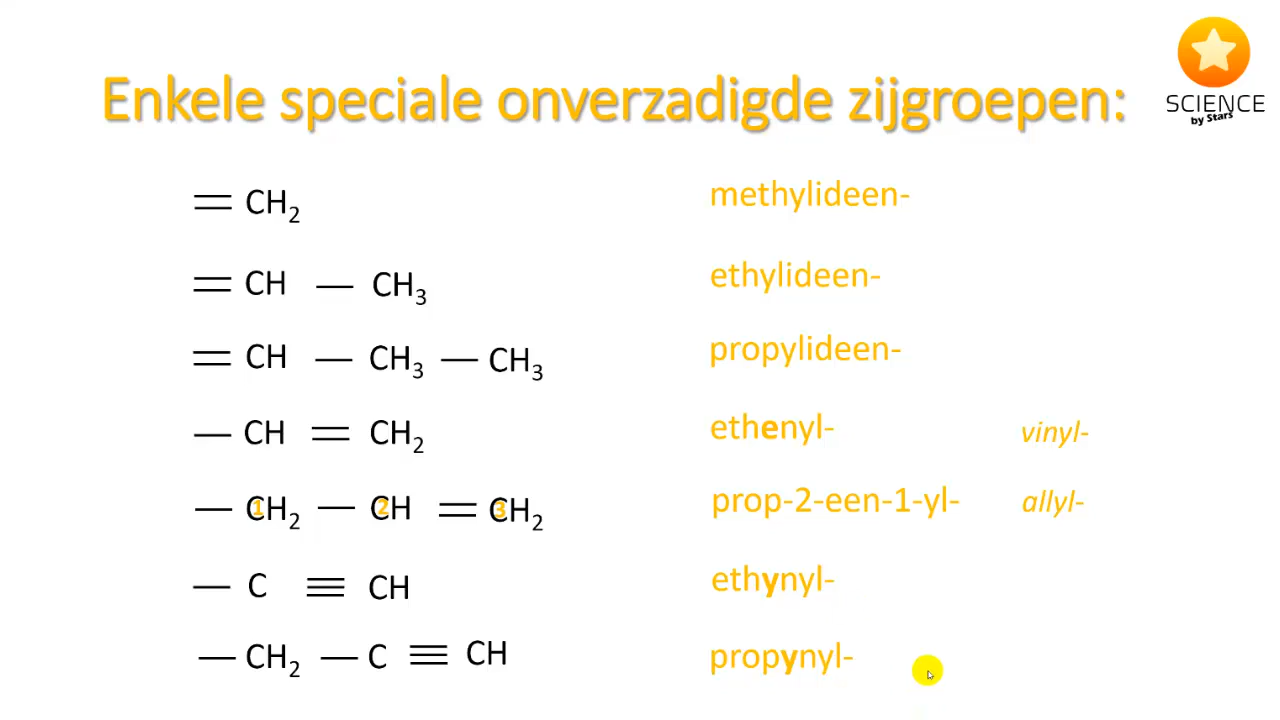 SCIENCE
by Stars
Enkele speciale onverzadigde zijgroepen:
= CH₂ methylideen-
= CH — CH₃ ethylideen-
= CH — CH₃ — CH₃ propylideen-
— CH = CH₂ ethenyl- vinyl-
— CH₂ — CH = CH₂ prop-2-een-1-yl- allyl-
1 2 3
— C ≡ CH ethynyl-
— CH₂ — C ≡ CH propynyl-